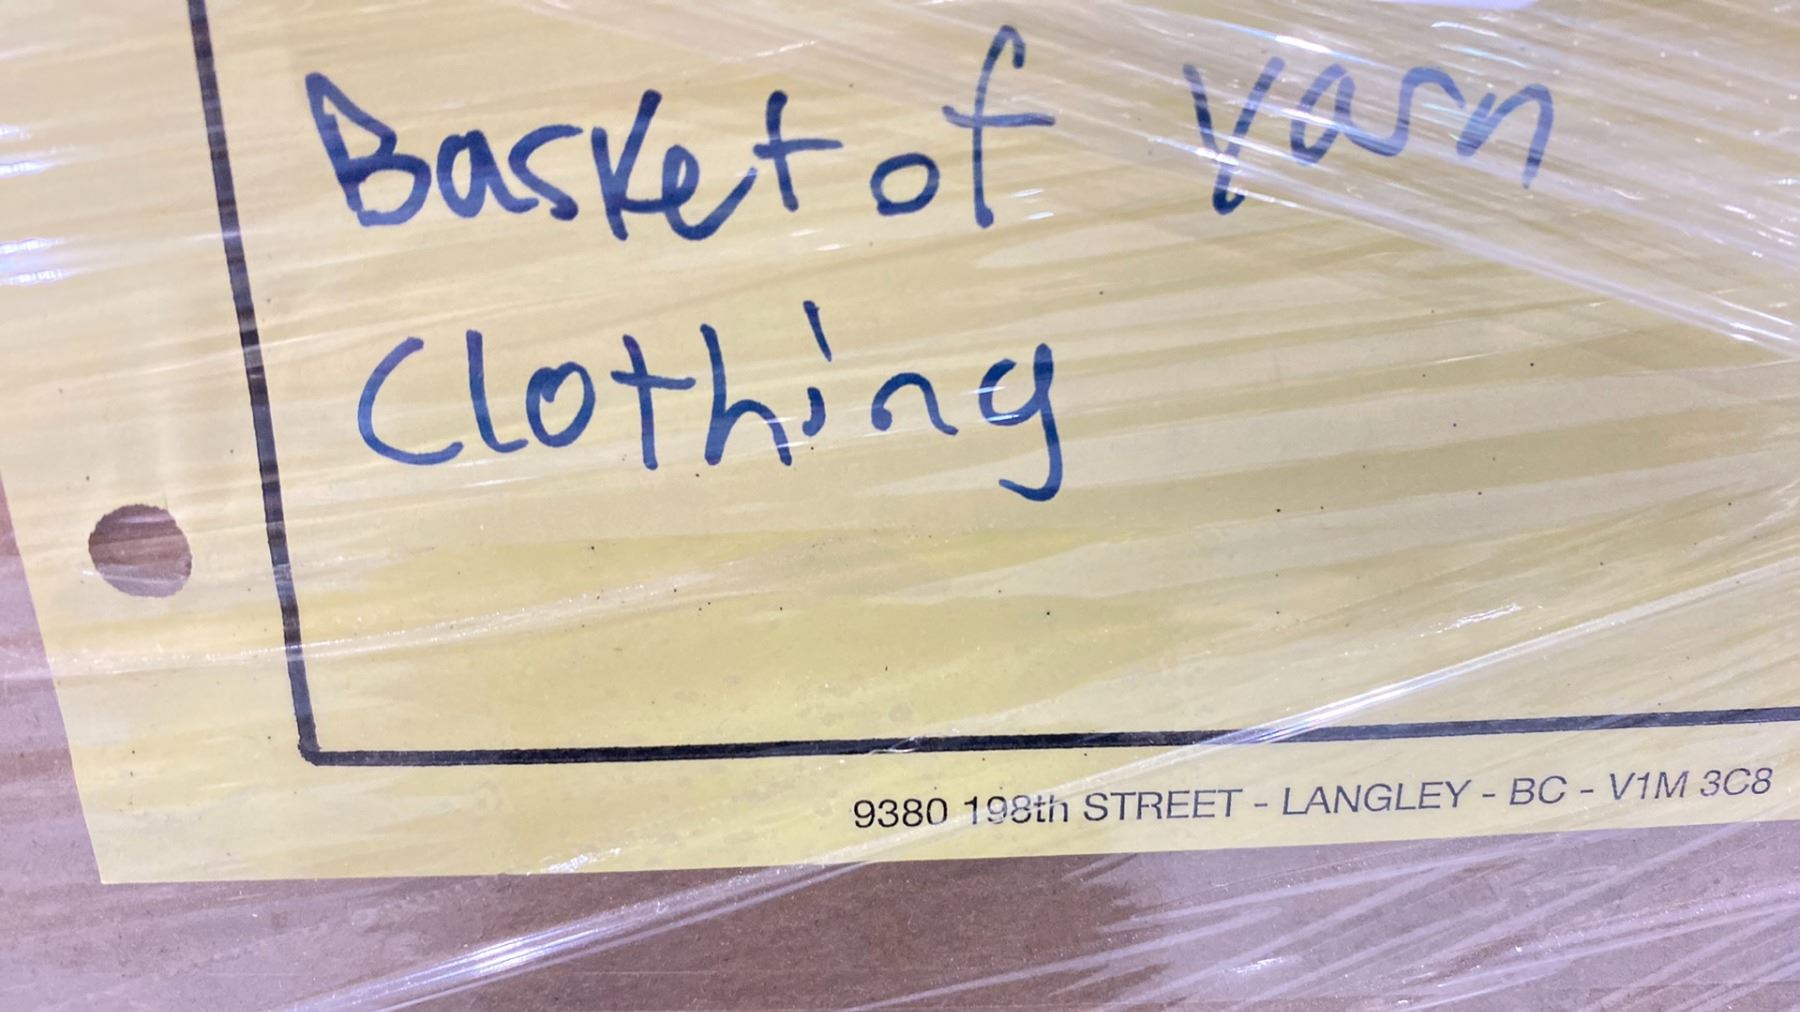 Basket of Yarn
Clothing
9380 198th STREET - LANGLEY - BC - V1M 3C8